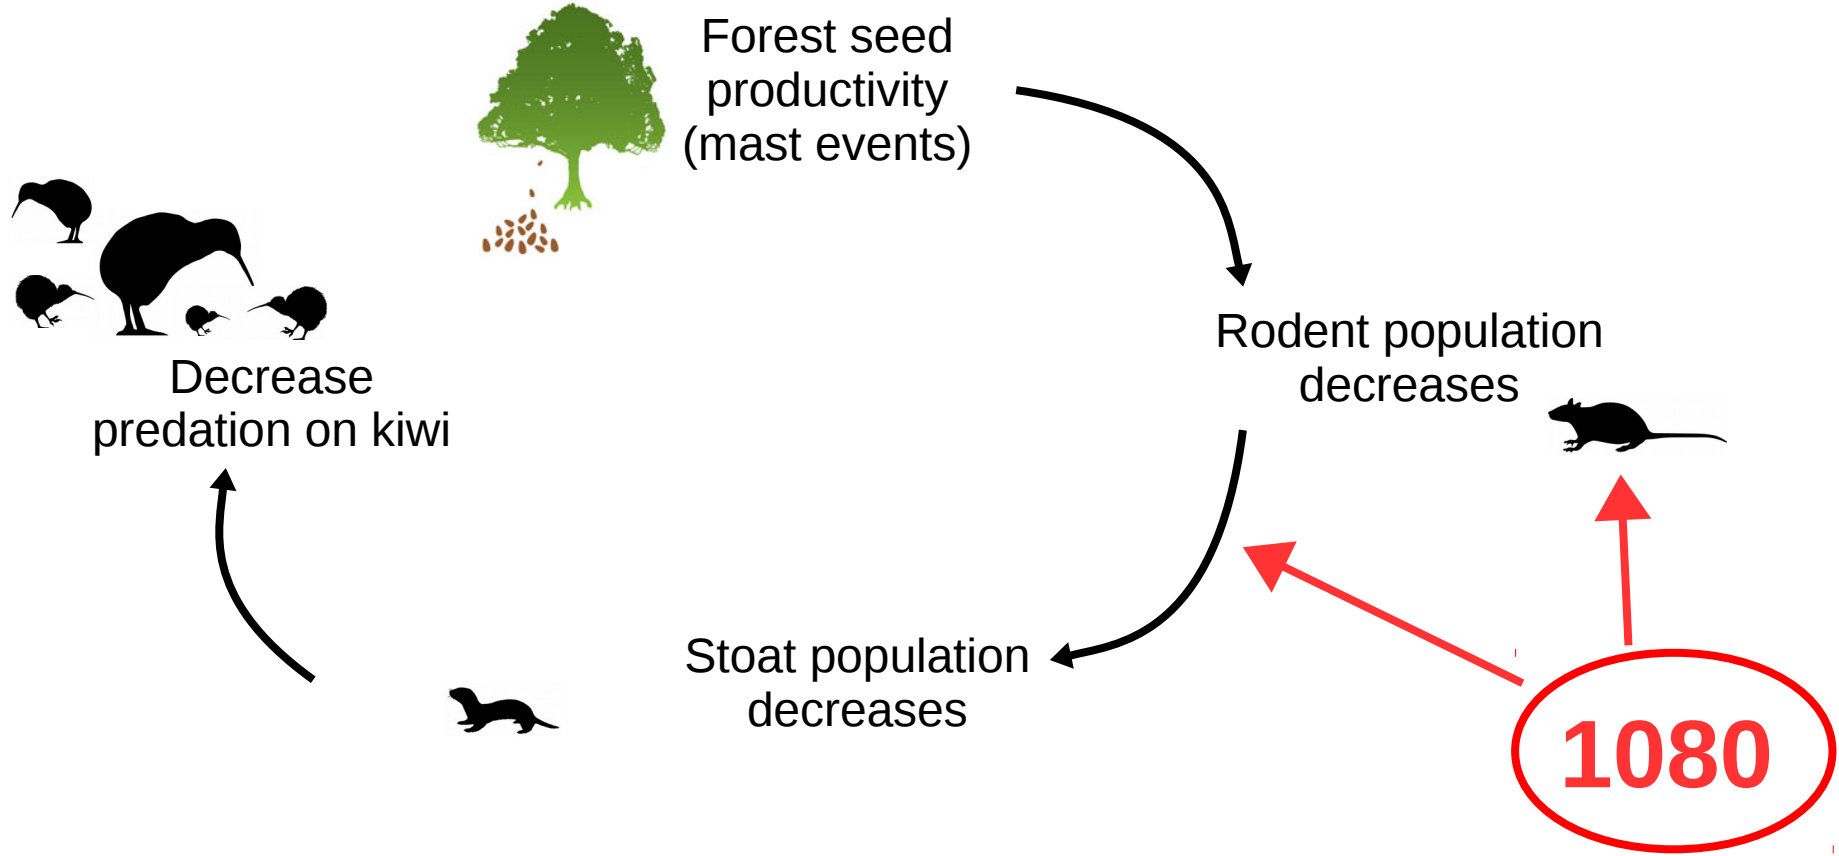 Forest seed
productivity
(mast events)
Rodent population
decreases
Decrease
predation on kiwi
Stoat population
decreases
1080